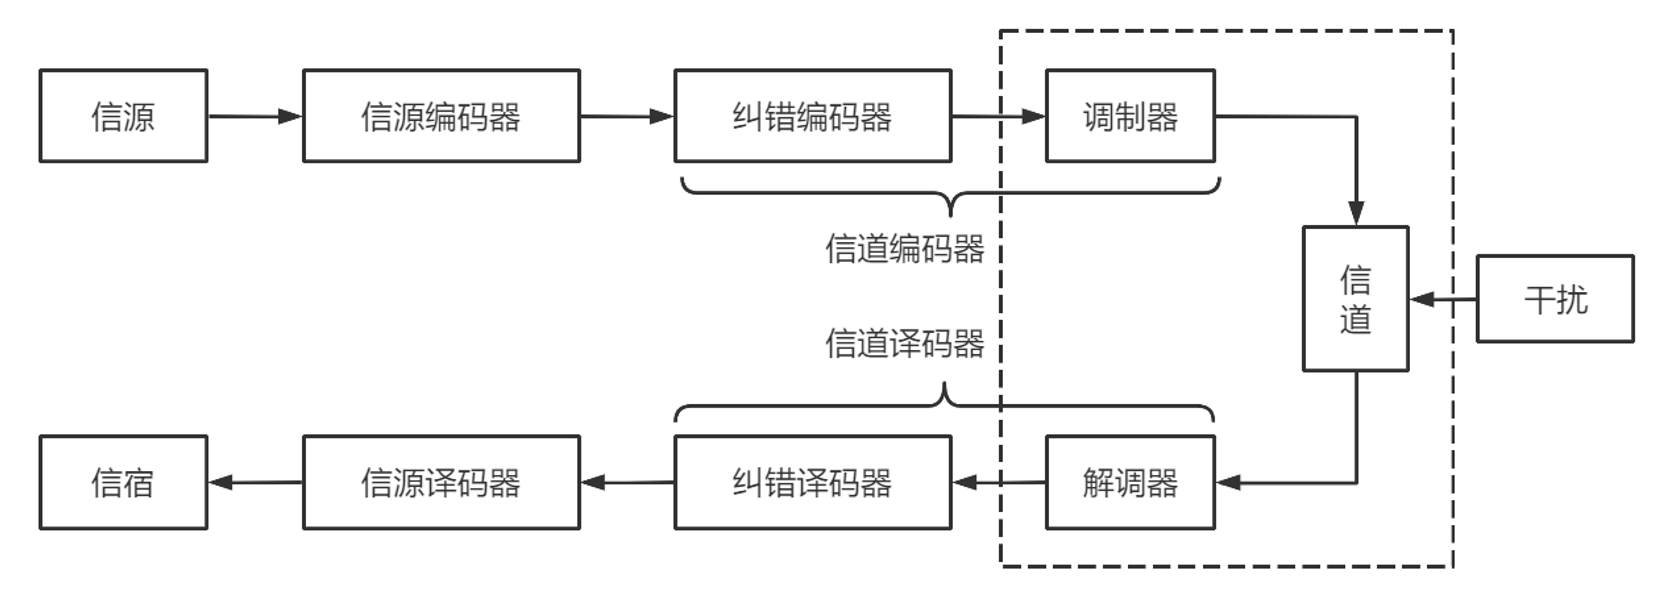 信源
信源编码器
纠错编码器
调制器
信道编码器
信
道
干扰
信道译码器
信宿
信源译码器
纠错译码器
解调器